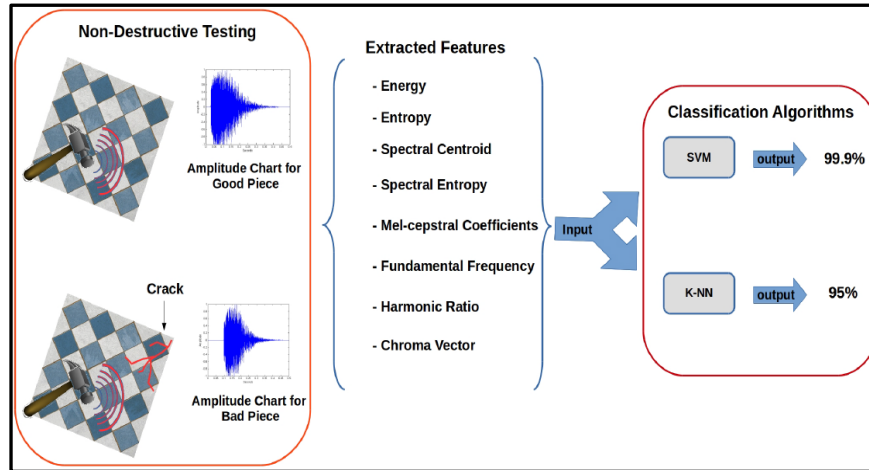 Non-Destructive Testing
Amplitude Chart for
Good Piece
Crack
Amplitude Chart for
Bad Piece
Extracted Features
- Energy
- Entropy
- Spectral Centroid
- Spectral Entropy
- Mel-cepstral Coefficients
- Fundamental Frequency
- Harmonic Ratio
- Chroma Vector
Input
Classification Algorithms
SVM
output
99.9%
K-NN
output
95%